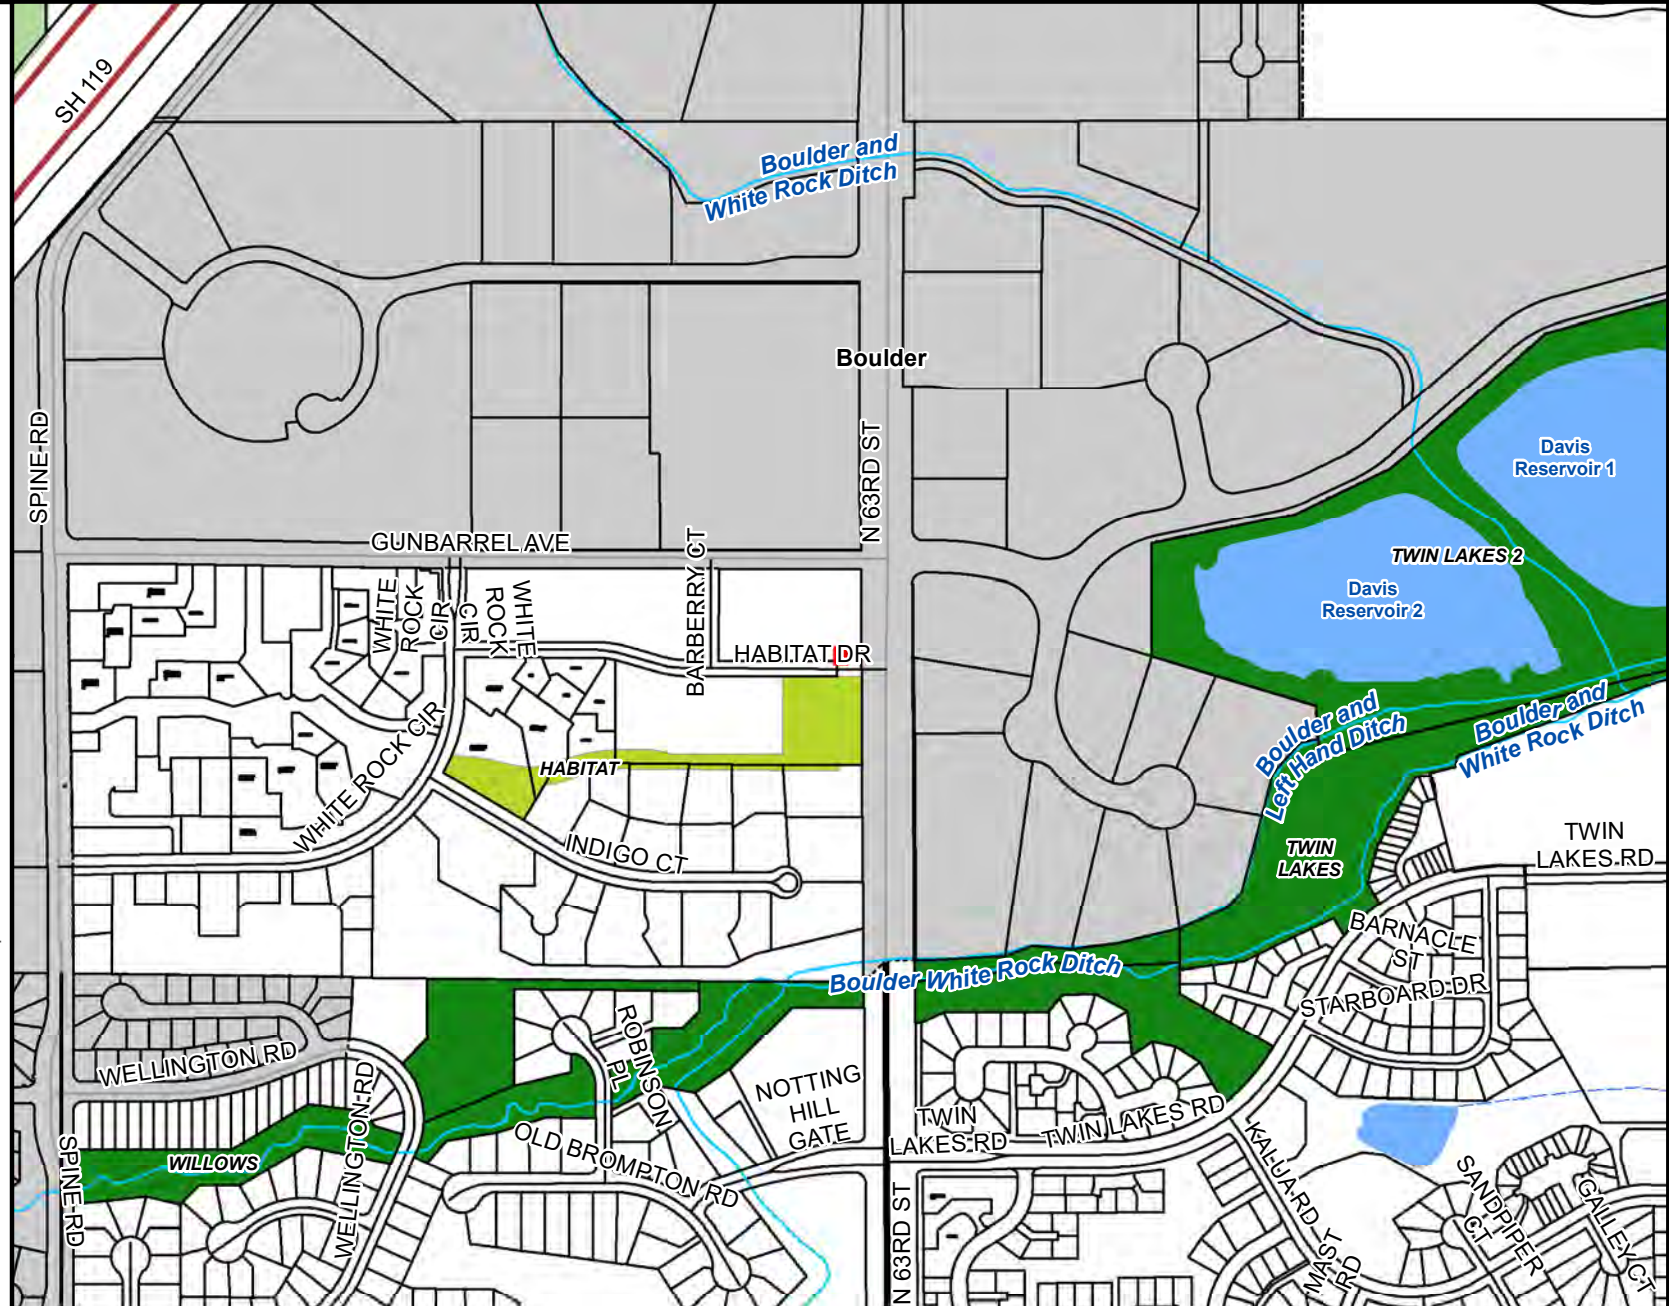 SH 119
Boulder and
White Rock Ditch
Boulder
SPINE RD
N 63RD ST
Davis
Reservoir 1
GUNBARREL AVE
TWIN LAKES 2
Davis
Reservoir 2
WHITE
ROCK
CIR
WHITE
ROCK
CIR
BARBERRY CT
HABITAT DR
Boulder and
Left Hand Ditch
Boulder and
White Rock Ditch
WHITE ROCK CIR
HABITAT
INDIGO CT
TWIN
LAKES
TWIN
LAKES RD
BARNACLE
ST
STARBOARD DR
Boulder White Rock Ditch
ROBINSON
PL
WELLINGTON RD
WELLINGTON RD
NOTTING
HILL
GATE
TWIN
LAKES RD
TWIN LAKES RD
OLD BROMPTON RD
WILLOWS
SPINE RD
N 63RD ST
KALUA RD
MAST
RD
SANDPIPER
CT
GALLEY CT